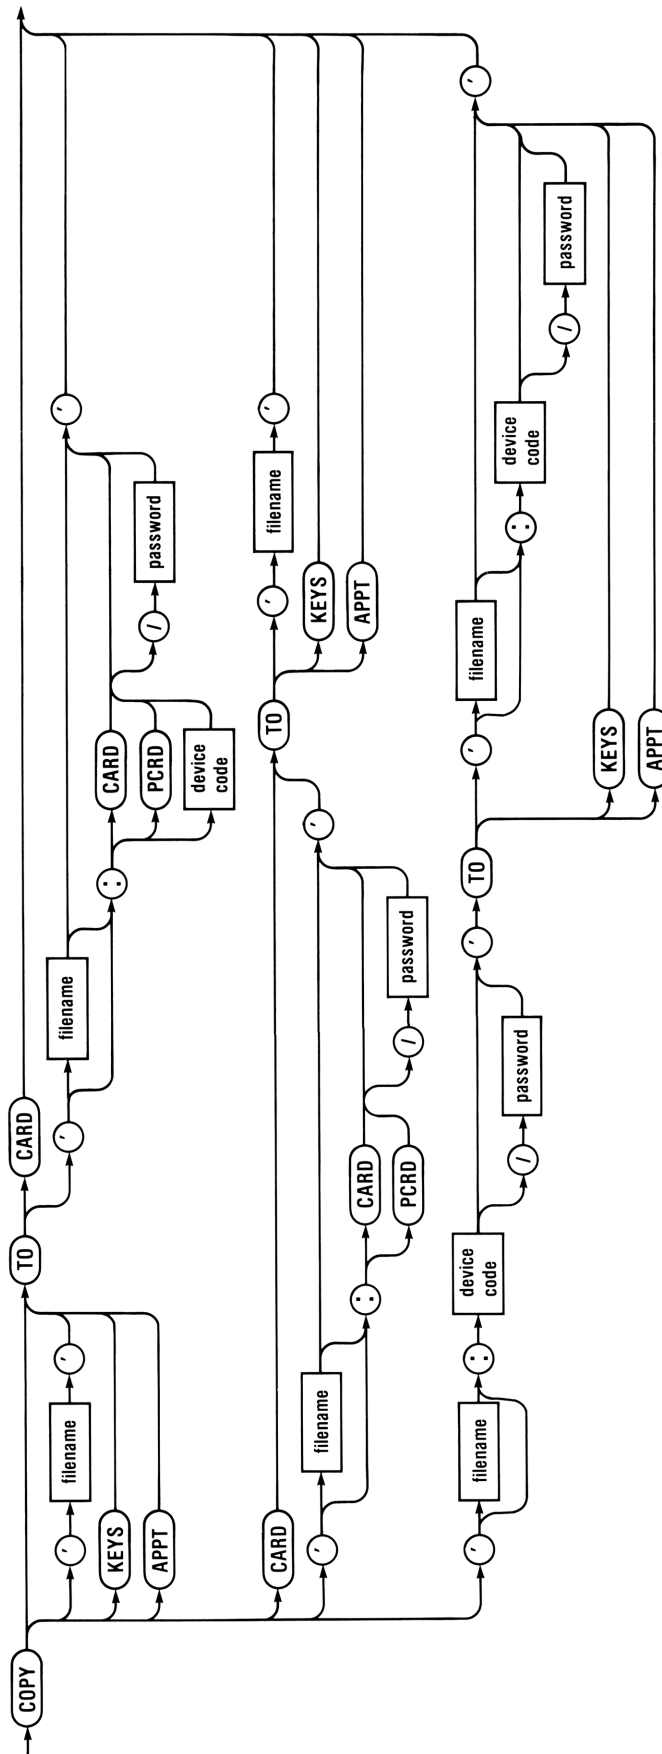 COPY TO CARD
' filename ' ' filename '
KEYS : CARD
APPT PCRD / password
device
code
CARD TO ' filename '
' filename ' KEYS
: CARD APPT
PCRD / password
' filename : device
code ' TO ' filename '
/ password : device
code
/ password
KEYS
APPT